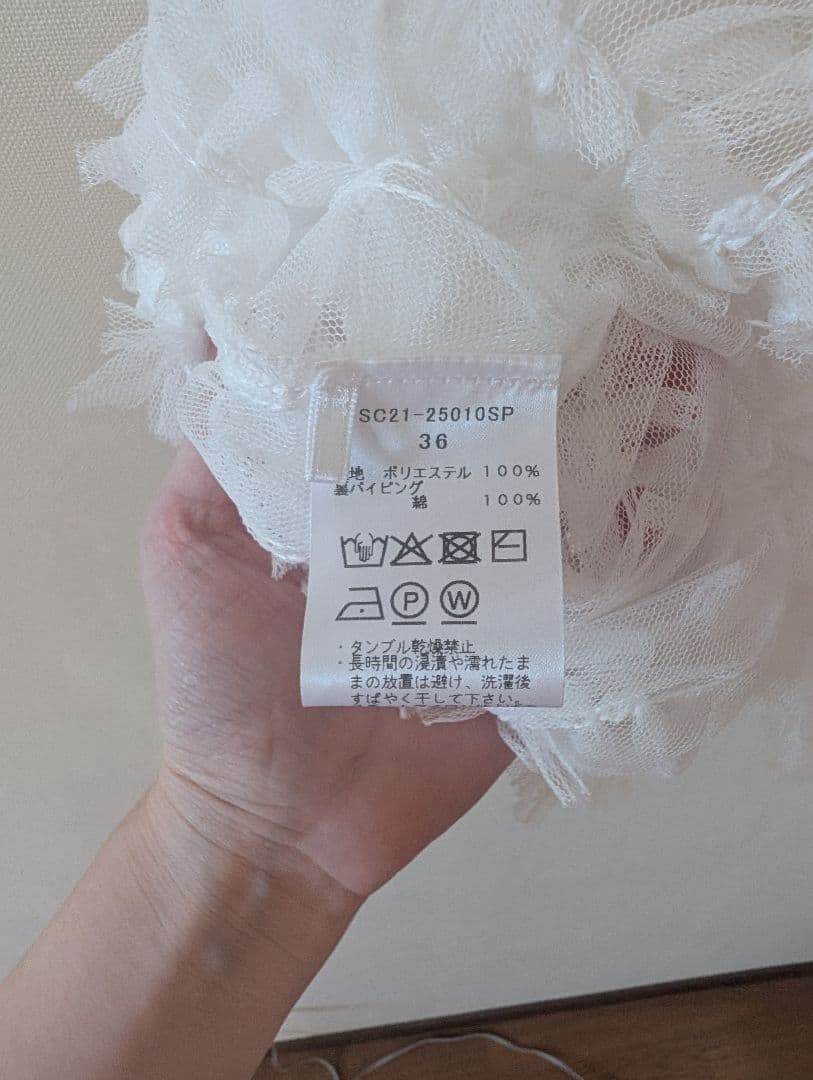 SC21-25010SP
36
地 ポリエステル 100%
裏パイピング
綿 100%
P W
・タンブル乾燥禁止
・長時間の浸漬や濡れたま
まの放置は避け、洗濯後
すばやく干して下さい。